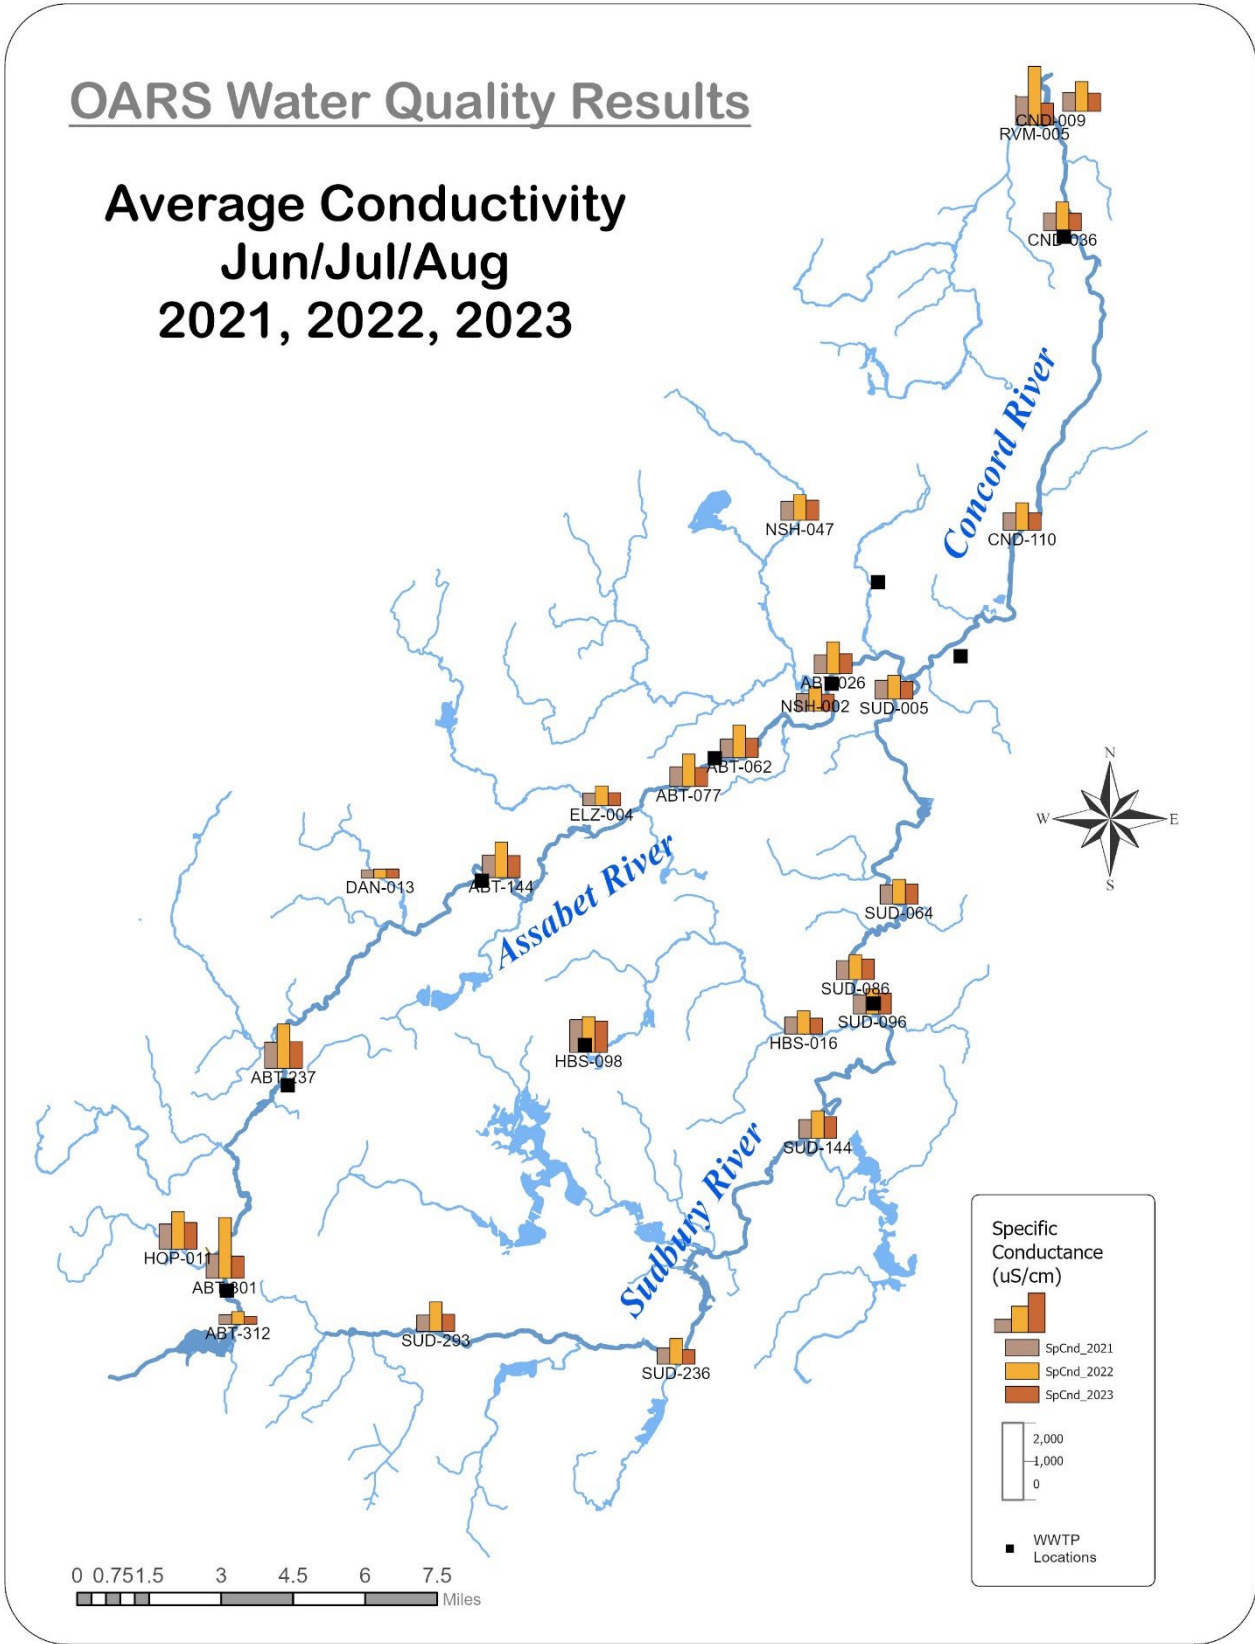 OARS Water Quality Results
Average Conductivity
Jun/Jul/Aug
2021, 2022, 2023
CND-009
RVM-005
CND-036
Concord River
NSH-047
CND-110
ABT-026
NSH-002
SUD-005
ABT-062
ABT-077
ELZ-004
N
W
E
S
DAN-013
ABT-144
Assabet River
SUD-064
SUD-086
SUD-096
HBS-016
HBS-098
ABT-237
SUD-144
Sudbury River
HOP-011
ABT-301
ABT-312
SUD-293
SUD-236
Specific
Conductance
(uS/cm)
SpCnd_2021
SpCnd_2022
SpCnd_2023
2,000
1,000
0
WWTP
Locations
0 0.75 1.5 3 4.5 6 7.5
Miles